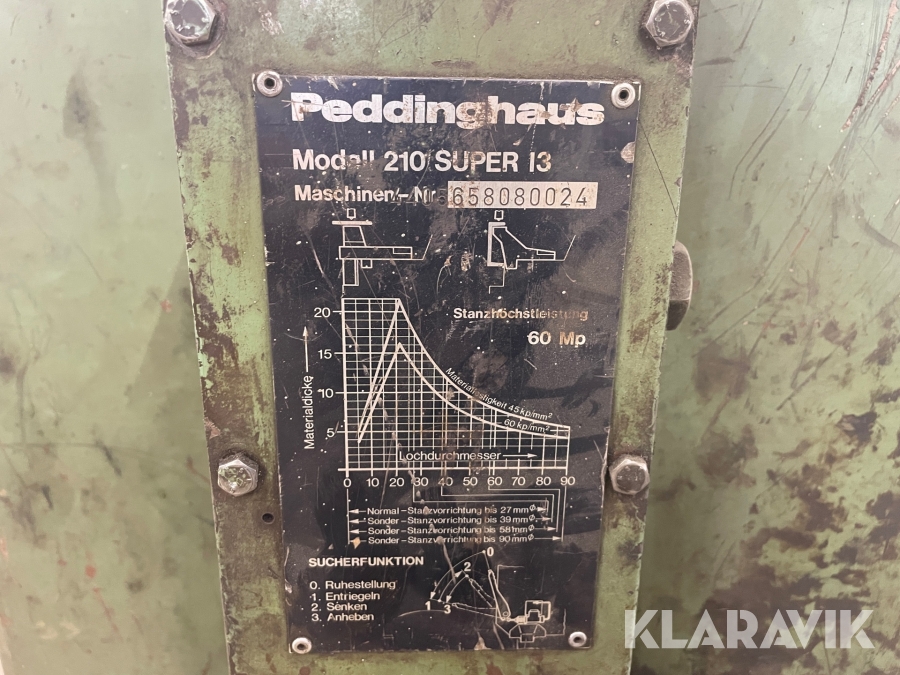 Peddinghaus
Modell 210 SUPER 13
Maschinen-Nr. 658080024
Stanzhöchstleistung
60 Mp
20
15
10
5
Materialdicke
Materialfestigkeit 45 kp/mm²
60 kp/mm²
Lochdurchmesser
0 10 20 30 40 50 60 70 80 90
Normal-Stanzvorrichtung bis 27 mm ø
Sonder-Stanzvorrichtung bis 39 mm ø
Sonder-Stanzvorrichtung bis 58 mm ø
Sonder-Stanzvorrichtung bis 90 mm ø
SUCHERFUNKTION
0. Ruhestellung
1. Entriegeln
2. Senken
3. Anheben
0
2
1 3
KLARAVIK